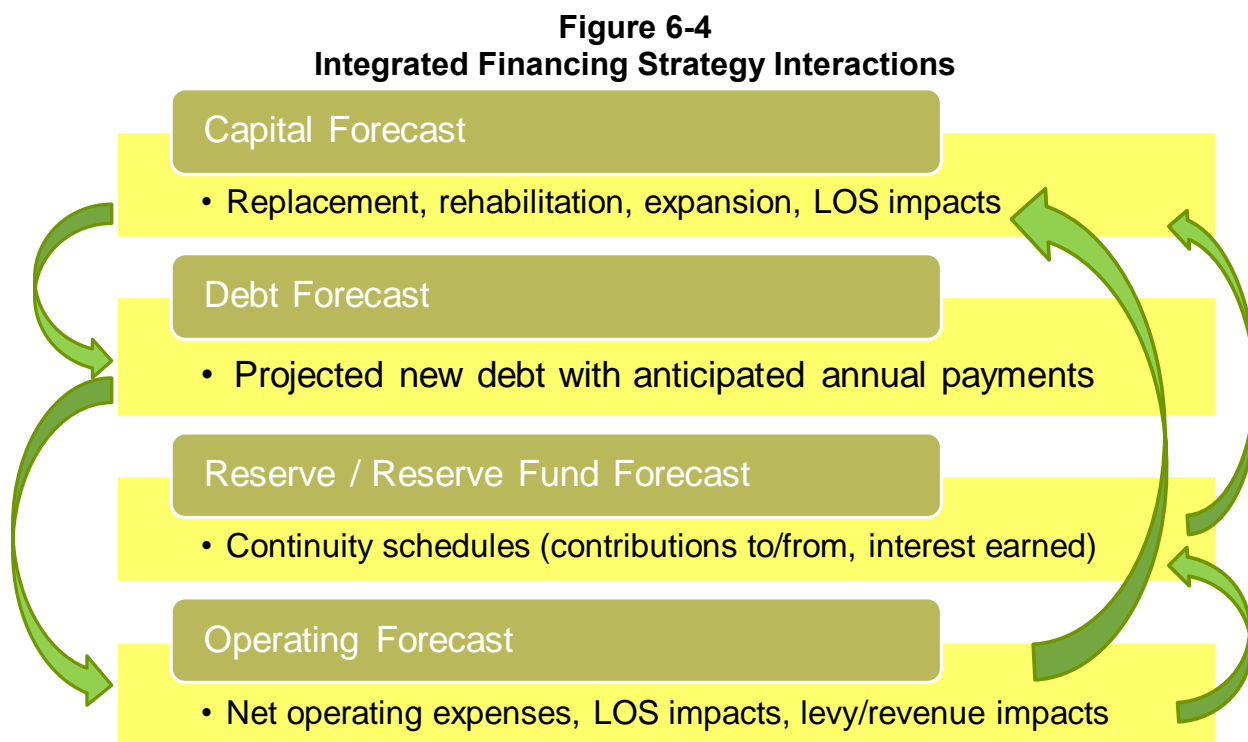 Figure 6-4
Integrated Financing Strategy Interactions
Capital Forecast
• Replacement, rehabilitation, expansion, LOS impacts
Debt Forecast
• Projected new debt with anticipated annual payments
Reserve / Reserve Fund Forecast
• Continuity schedules (contributions to/from, interest earned)
Operating Forecast
• Net operating expenses, LOS impacts, levy/revenue impacts